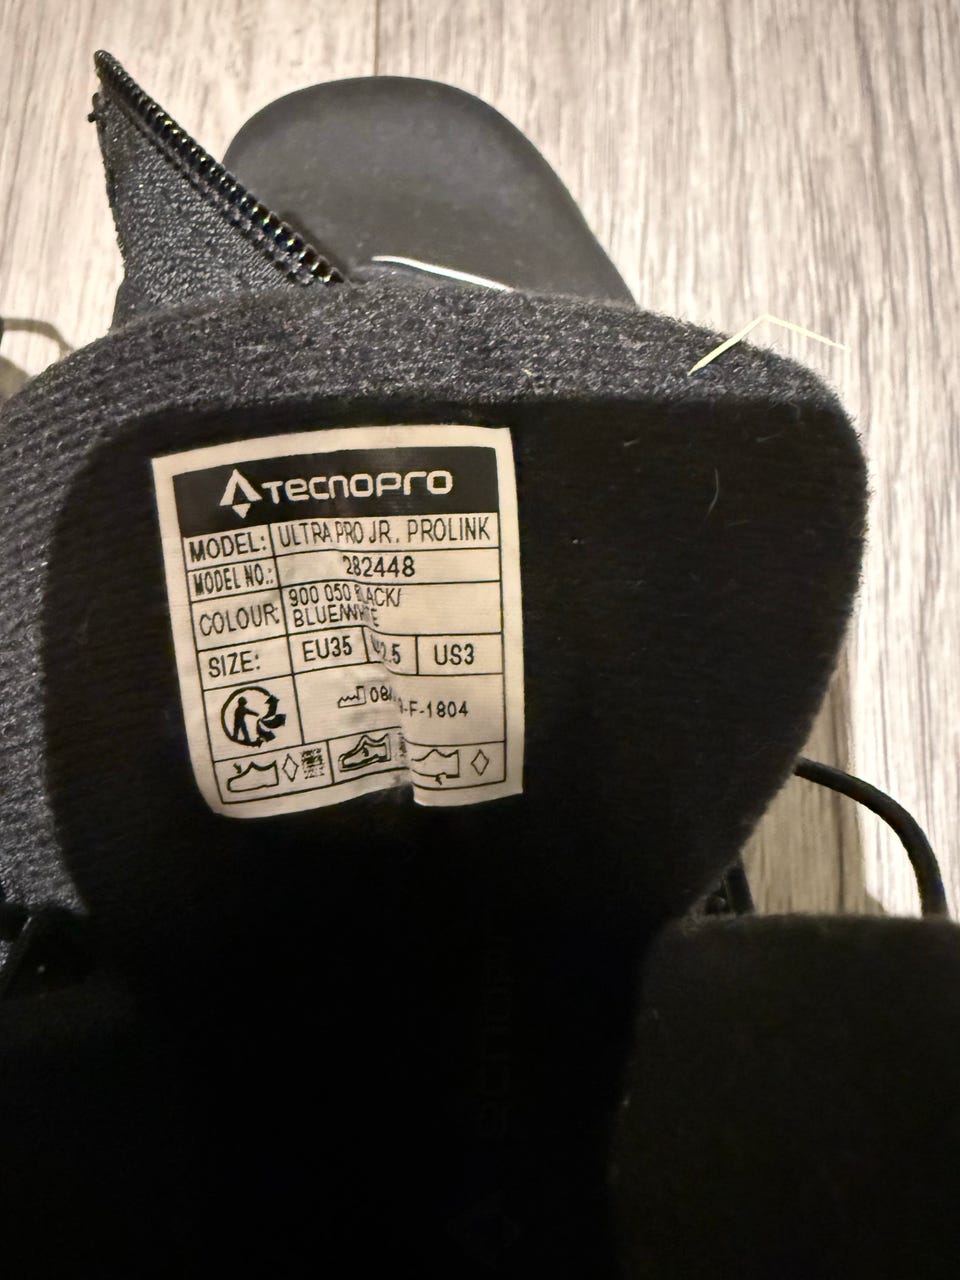 TECNOPRO
MODEL: ULTRA PRO JR. PROLINK
MODEL NO.: 282448
COLOUR: 900 050 BLACK/
BLUE/WHITE
SIZE: EU35 US3
F-1804